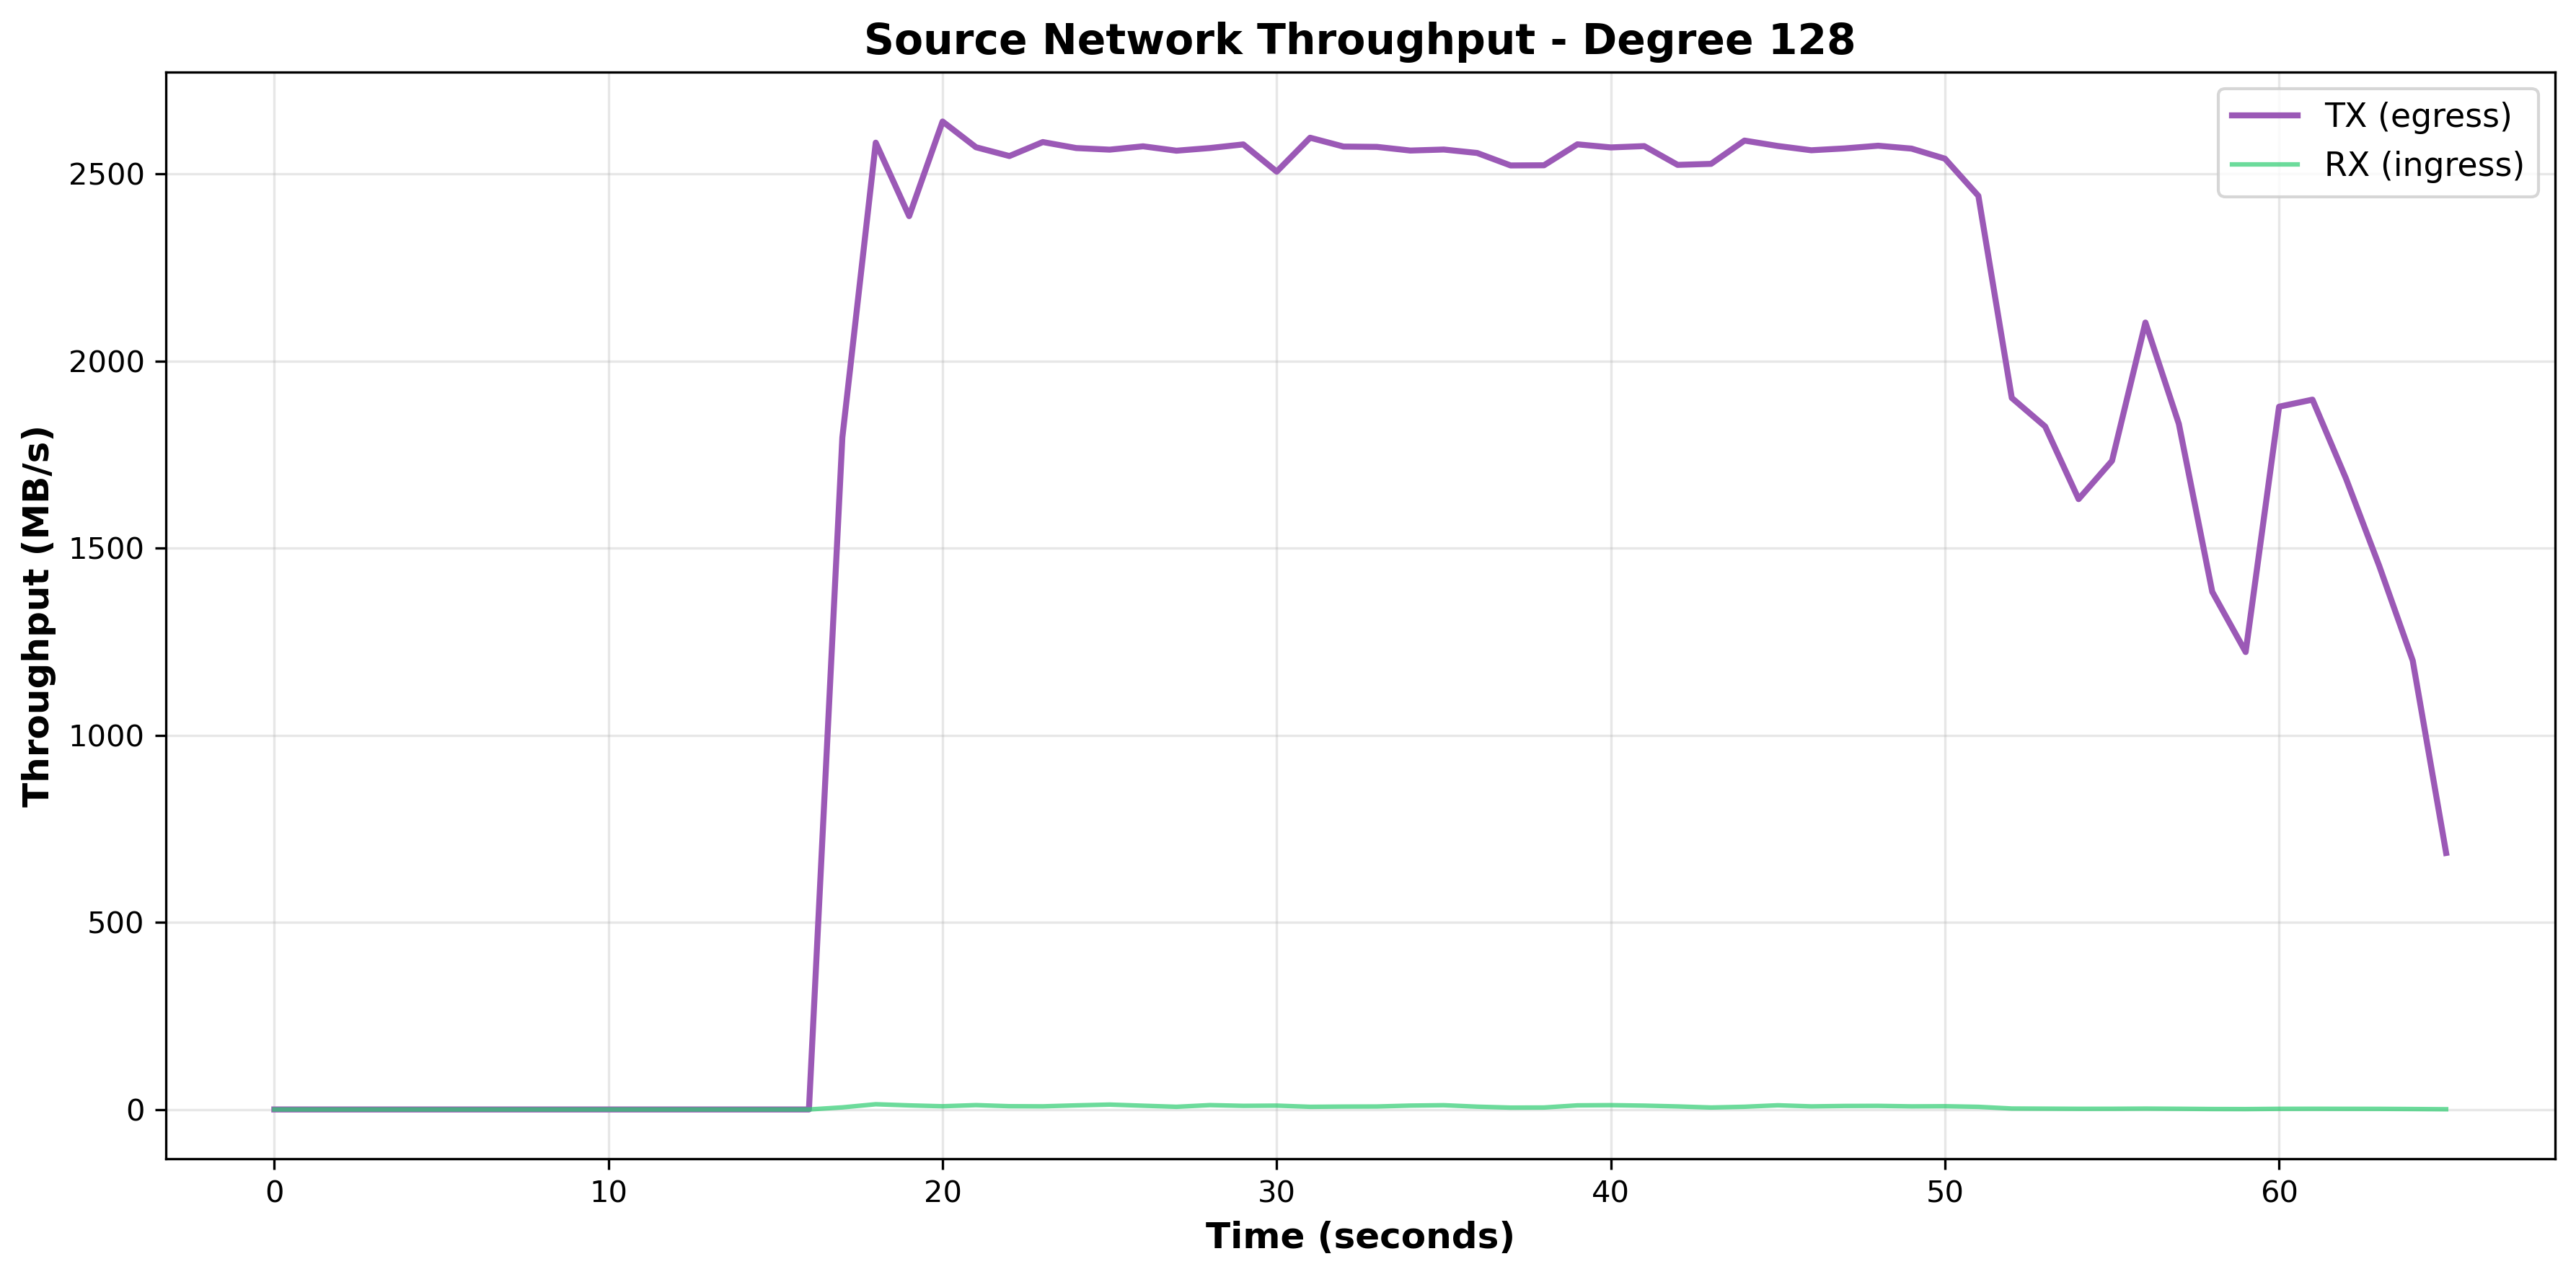 Source Network Throughput - Degree 128
TX (egress)
RX (ingress)
Throughput (MB/s)
2500
2000
1500
1000
500
0
0 10 20 30 40 50 60
Time (seconds)